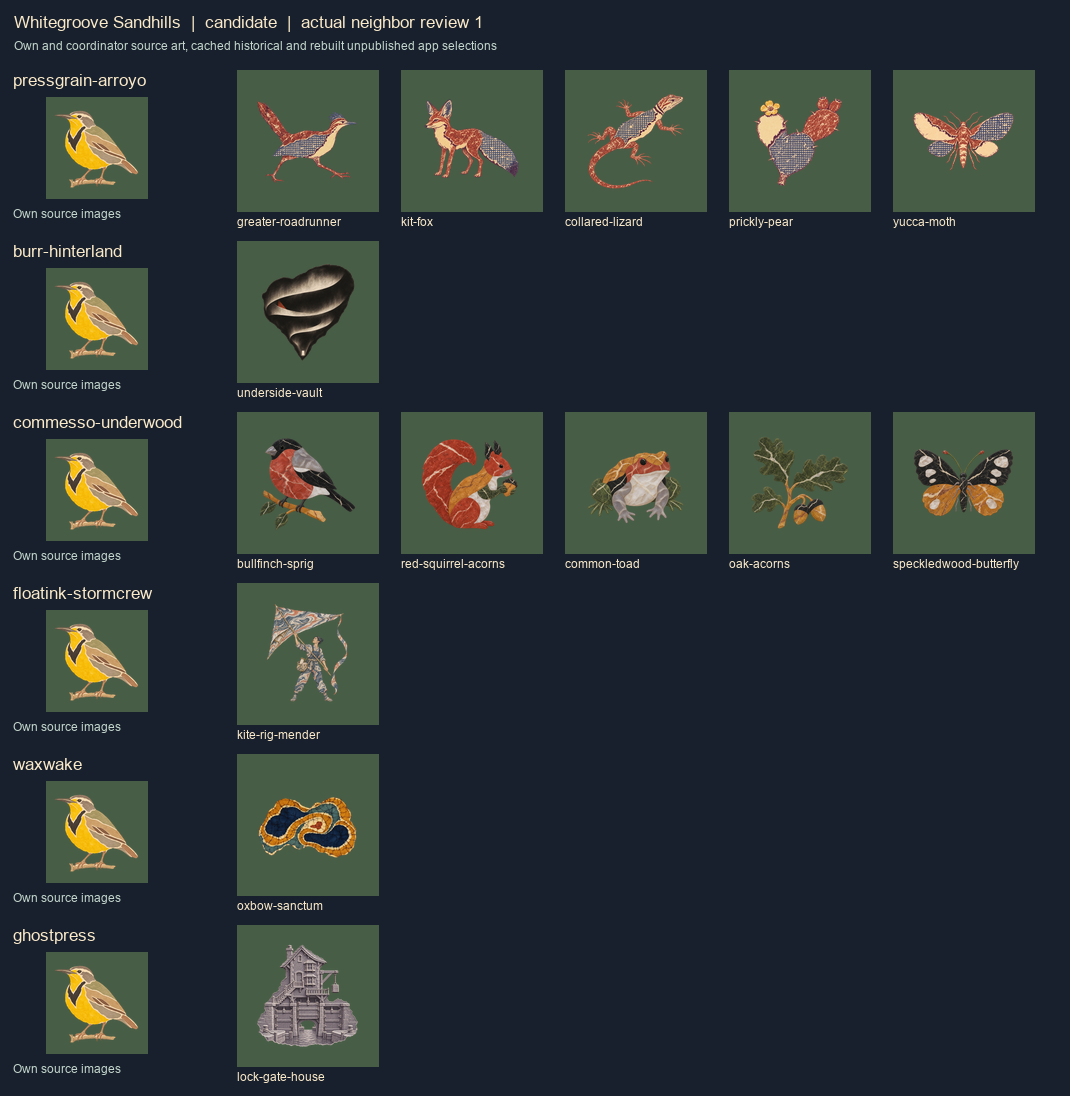 Whitegroove Sandhills | candidate | actual neighbor review 1
Own and coordinator source art, cached historical and rebuilt unpublished app selections
pressgrain-arroyo
Own source images
greater-roadrunner
kit-fox
collared-lizard
prickly-pear
yucca-moth
burr-hinterland
Own source images
underside-vault
commesso-underwood
Own source images
bullfinch-sprig
red-squirrel-acorns
common-toad
oak-acorns
speckledwood-butterfly
floatink-stormcrew
Own source images
kite-rig-mender
waxwake
Own source images
oxbow-sanctum
ghostpress
Own source images
lock-gate-house